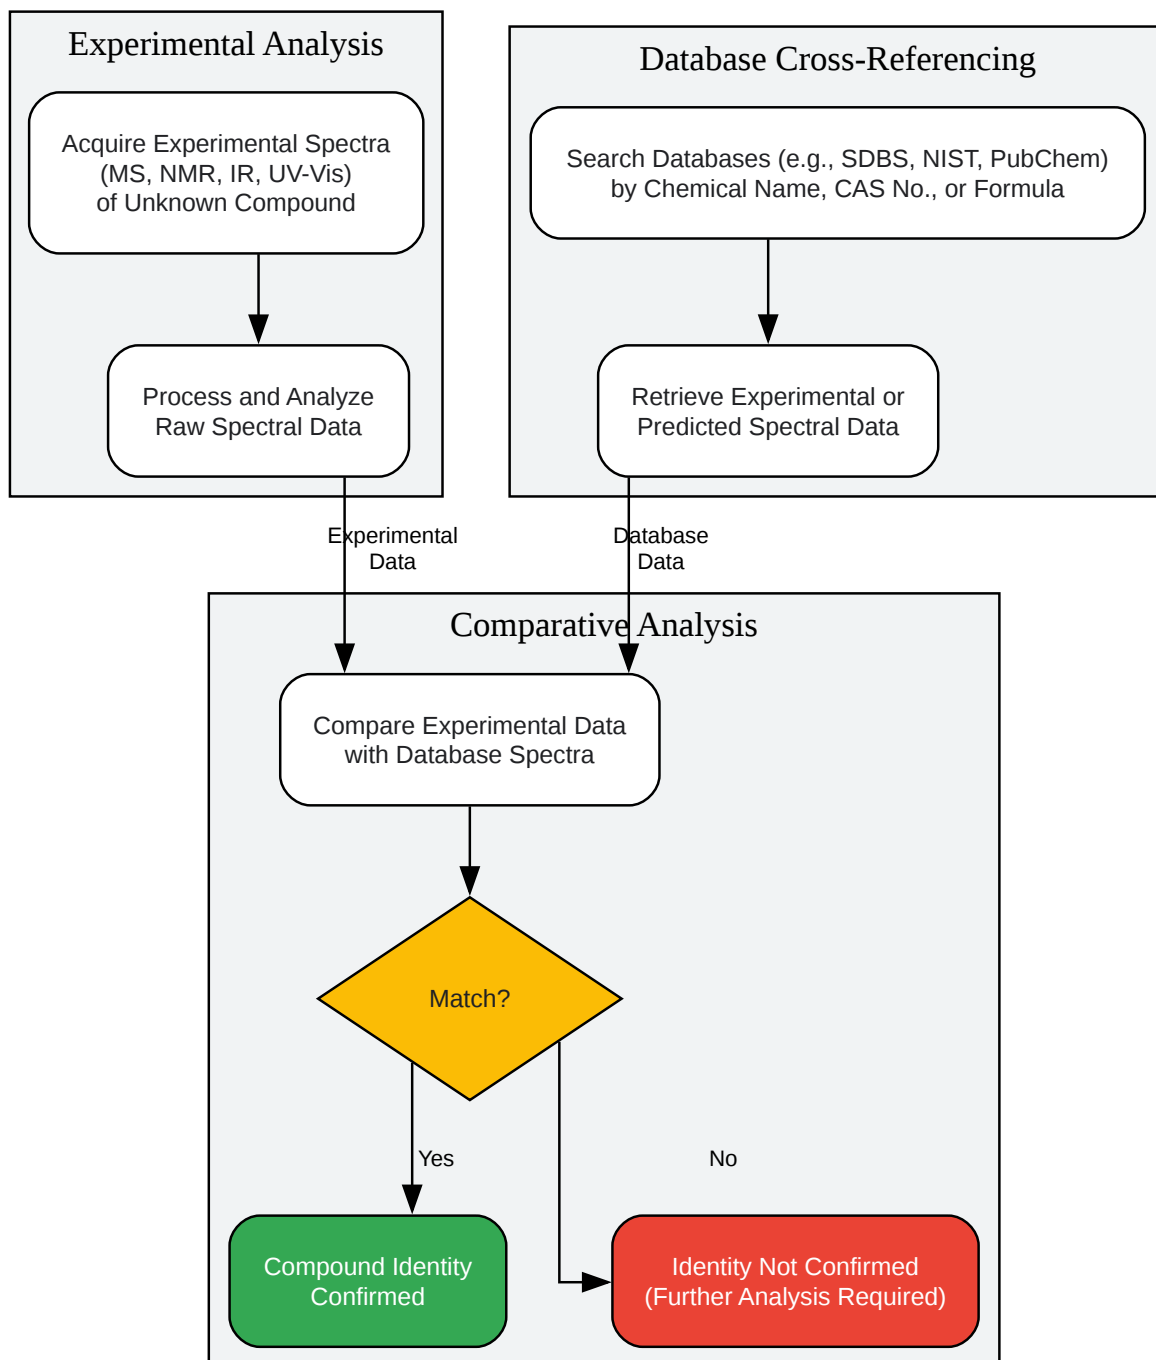 Experimental Analysis
Acquire Experimental Spectra
(MS, NMR, IR, UV-Vis)
of Unknown Compound
Process and Analyze
Raw Spectral Data
Database Cross-Referencing
Search Databases (e.g., SDBS, NIST, PubChem)
by Chemical Name, CAS No., or Formula
Retrieve Experimental or
Predicted Spectral Data
Experimental
Data
Database
Data
Comparative Analysis
Compare Experimental Data
with Database Spectra
Match?
Yes
No
Compound Identity
Confirmed
Identity Not Confirmed
(Further Analysis Required)